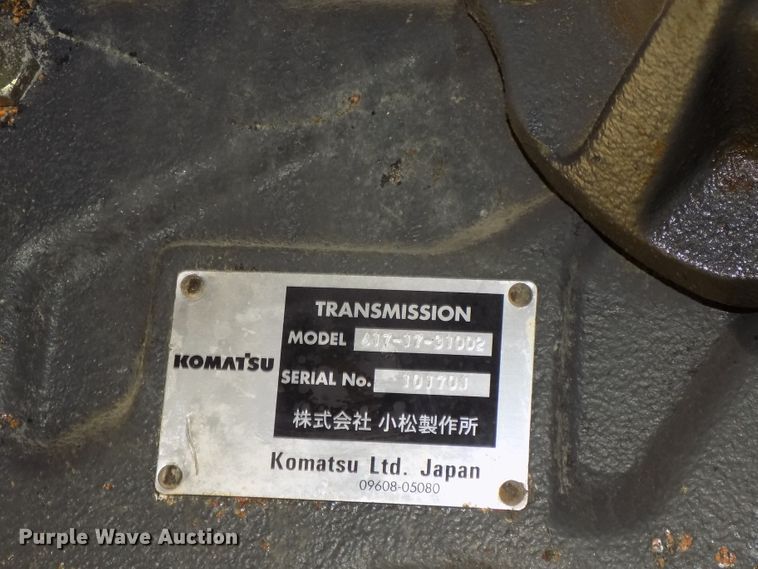 TRANSMISSION
MODEL
KOMATSU
SERIAL No.
株式会社 小松製作所
Komatsu Ltd. Japan
09608-05080
Purple Wave Auction